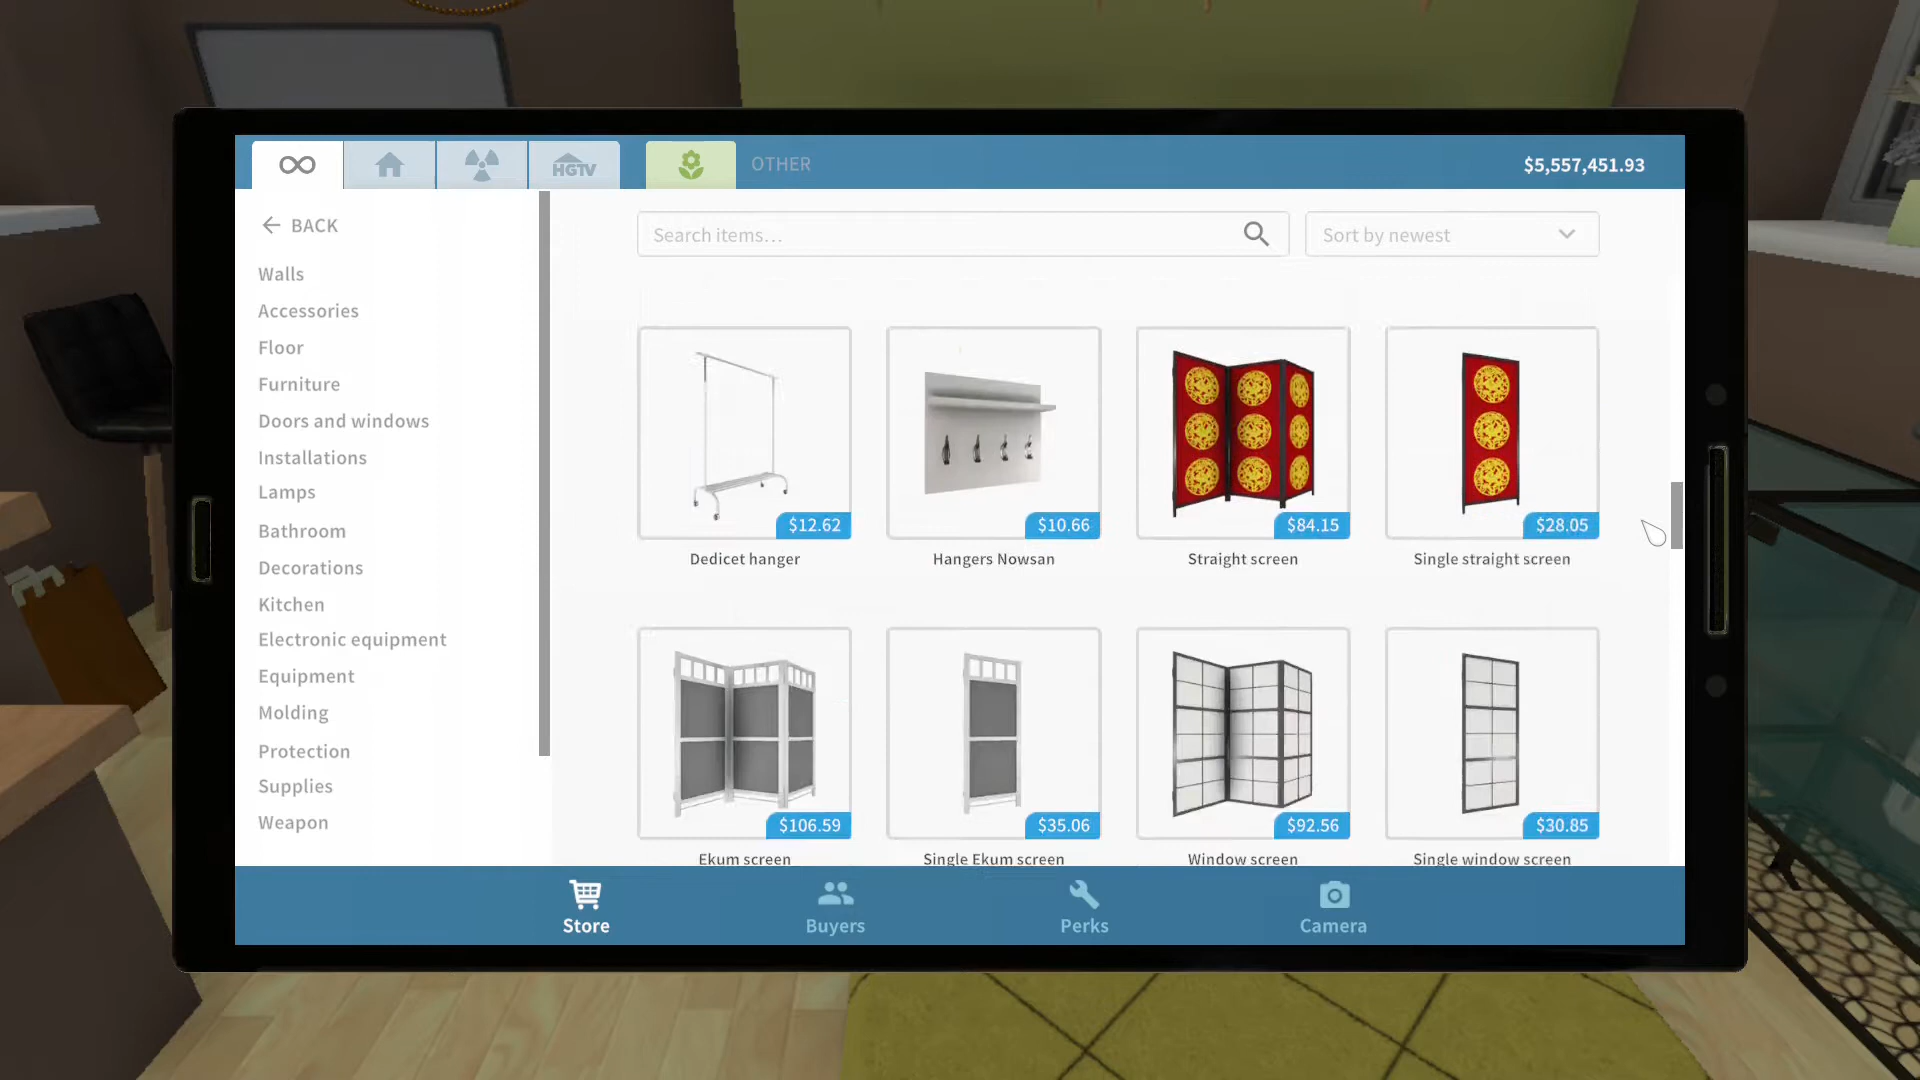 HGTV
OTHER
$5,557,451.93
BACK
Search items...
Sort by newest
Walls
Accessories
Floor
Furniture
Doors and windows
Installations
Lamps
Bathroom
Decorations
Kitchen
Electronic equipment
Equipment
Molding
Protection
Supplies
Weapon
$12.62
$10.66
$84.15
$28.05
Dedicet hanger
Hangers Nowsan
Straight screen
Single straight screen
$106.59
$35.06
$92.56
$30.85
Ekum screen
Single Ekum screen
Window screen
Single window screen
Store
Buyers
Perks
Camera